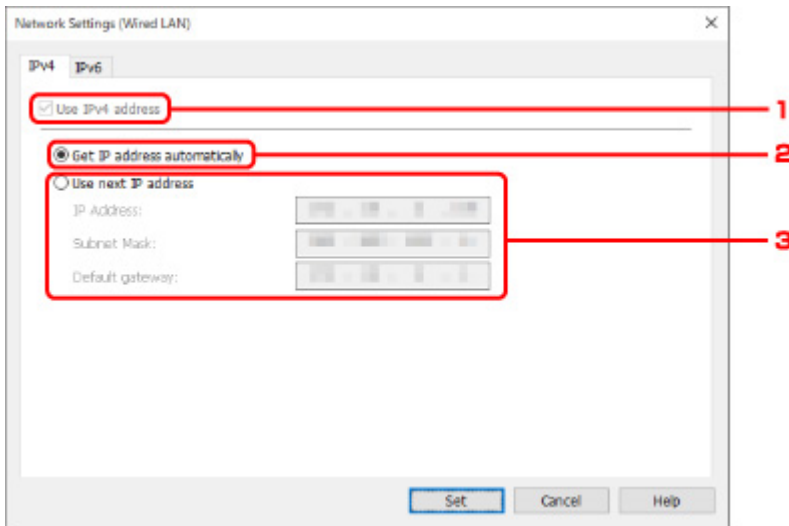 Network Settings (Wired LAN)
IPv4 IPv6
Use IPv4 address
1
Get IP address automatically
2
Use next IP address
IP Address:
Subnet Mask:
3
Default gateway:
Set Cancel Help